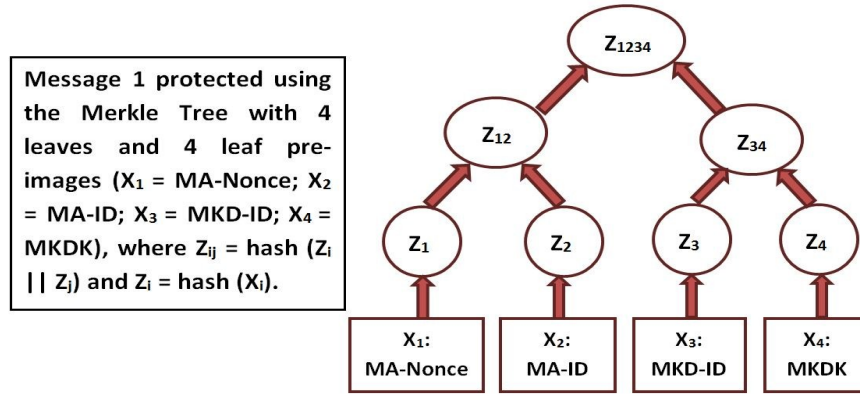 Message 1 protected using
the Merkle Tree with 4
leaves and 4 leaf pre-
images (X₁ = MA-Nonce; X₂
= MA-ID; X₃ = MKD-ID; X₄ =
MKDK), where Zᵢⱼ = hash (Zᵢ
|| Zⱼ) and Zᵢ = hash (Xᵢ).
Z₁₂₃₄
Z₁₂
Z₃₄
Z₁
Z₂
Z₃
Z₄
X₁:
MA-Nonce
X₂:
MA-ID
X₃:
MKD-ID
X₄:
MKDK